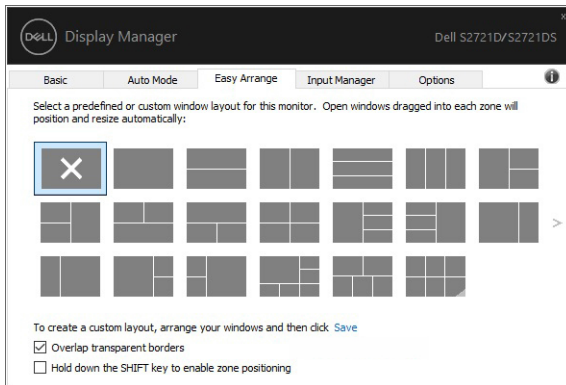 DELL Display Manager
Dell S2721D/S2721DS
Basic Auto Mode Easy Arrange Input Manager Options
Select a predefined or custom window layout for this monitor. Open windows dragged into each zone will
position and resize automatically:
To create a custom layout, arrange your windows and then click Save
Overlap transparent borders
Hold down the SHIFT key to enable zone positioning